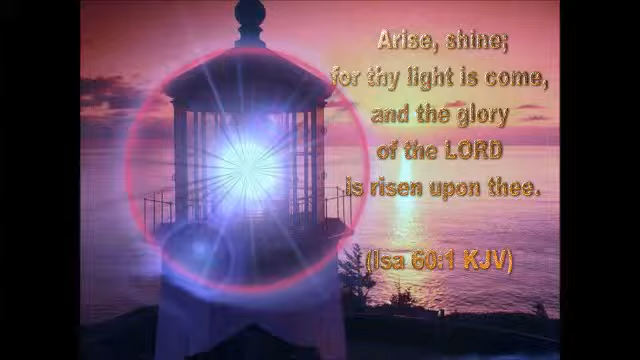 Arise, shine;
for thy light is come,
and the glory
of the LORD
is risen upon thee.
(Isa 60:1 KJV)